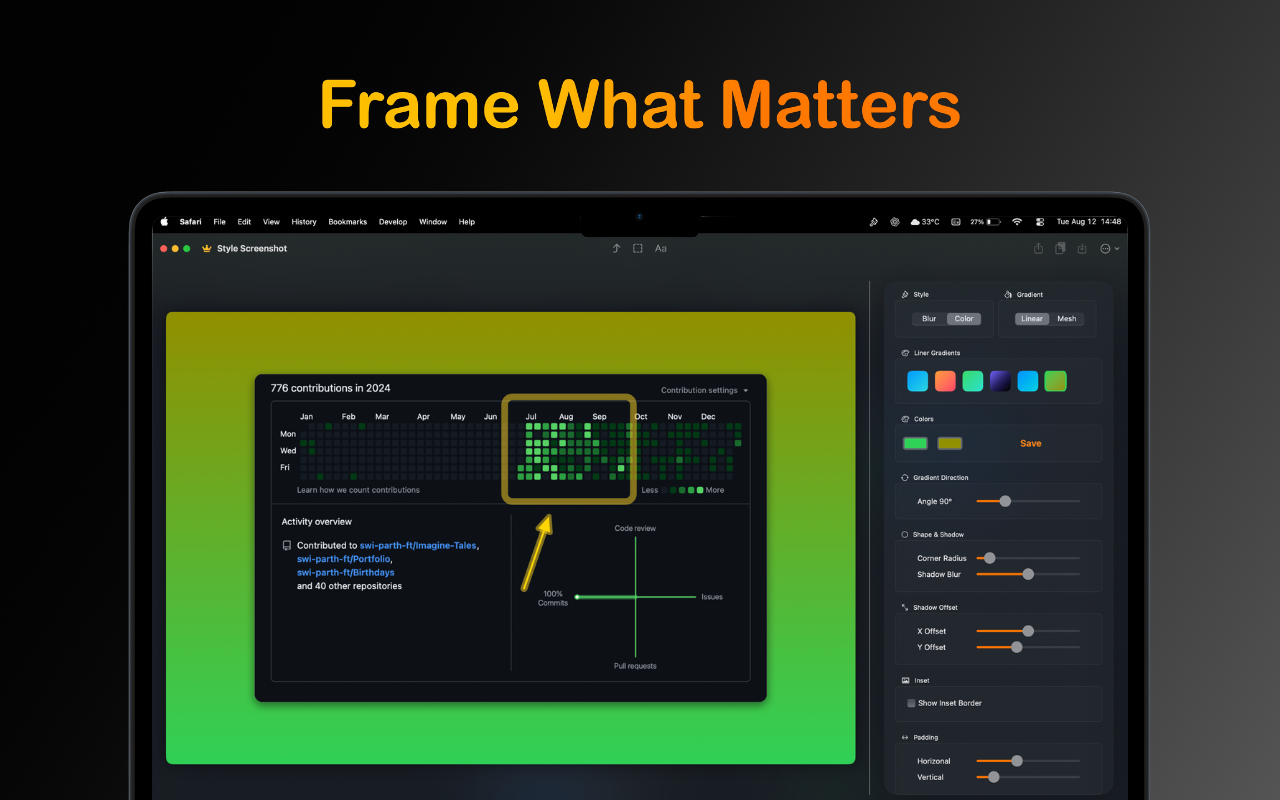 Frame What Matters
Safari File Edit View History Bookmarks Develop Window Help
33°C 27% Tue Aug 12 14:48
Style Screenshot
Aa
776 contributions in 2024
Contribution settings
Jan Feb Mar Apr May Jun Jul Aug Sep Oct Nov Dec
Mon
Wed
Fri
Learn how we count contributions
Less More
Activity overview
Contributed to swi-parth-ft/Imagine-Tales,
swi-parth-ft/Portfolio,
swi-parth-ft/Birthdays
and 40 other repositories
Code review
100%
Commits
Issues
Pull requests
Style Gradient
Blur Color Linear Mesh
Liner Gradients
Colors
Save
Gradient Direction
Angle 90°
Shape & Shadow
Corner Radius
Shadow Blur
Shadow Offset
X Offset
Y Offset
Inset
Show Inset Border
Padding
Horizonal
Vertical